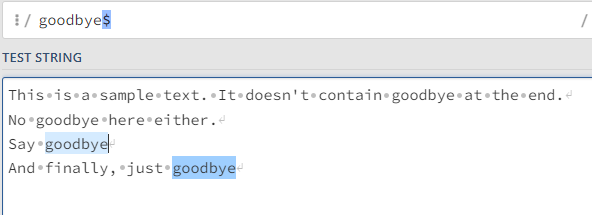 / goodbye$ /
TEST STRING
This is a sample text. It doesn't contain goodbye at the end.
No goodbye here either.
Say goodbye
And finally, just goodbye